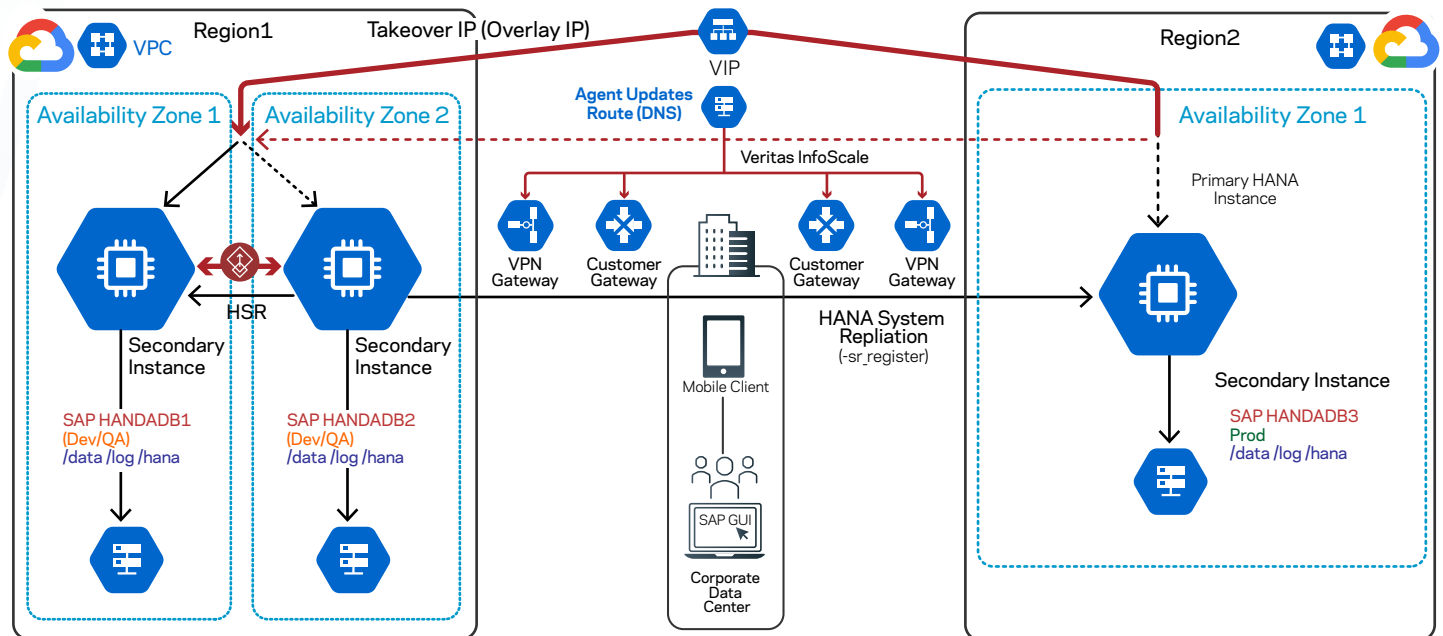 Region1
VPC
Takeover IP (Overlay IP)
VIP
Region2
Agent Updates
Route (DNS)
Availability Zone 1
Availability Zone 2
Availability Zone 1
Veritas InfoScale
Primary HANA
Instance
VPN
Gateway
Customer
Gateway
Customer
Gateway
VPN
Gateway
HSR
HANA System
Repliation
(-sr_register)
Secondary
Instance
Secondary
Instance
Mobile Client
Secondary Instance
SAP HANDADB1
(Dev/QA)
/data /log /hana
SAP HANDADB2
(Dev/QA)
/data /log /hana
SAP HANDADB3
Prod
/data /log /hana
SAP GUI
Corporate
Data
Center